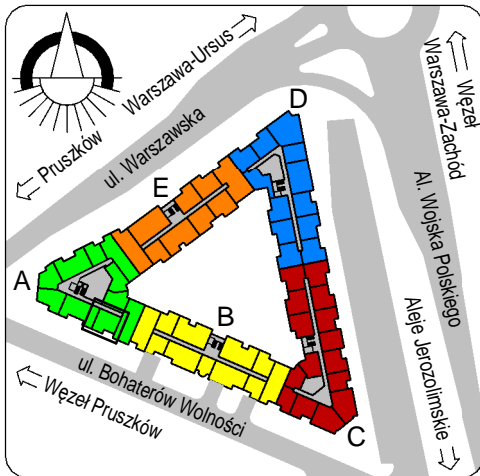 Warszawa-Ursus
Pruszków
ul. Warszawska
Węzeł
Warszawa-Zachód
D
E
A
B
C
Al. Wojska Polskiego
Aleje Jerozolimskie
ul. Bohaterów Wolności
Węzeł Pruszków